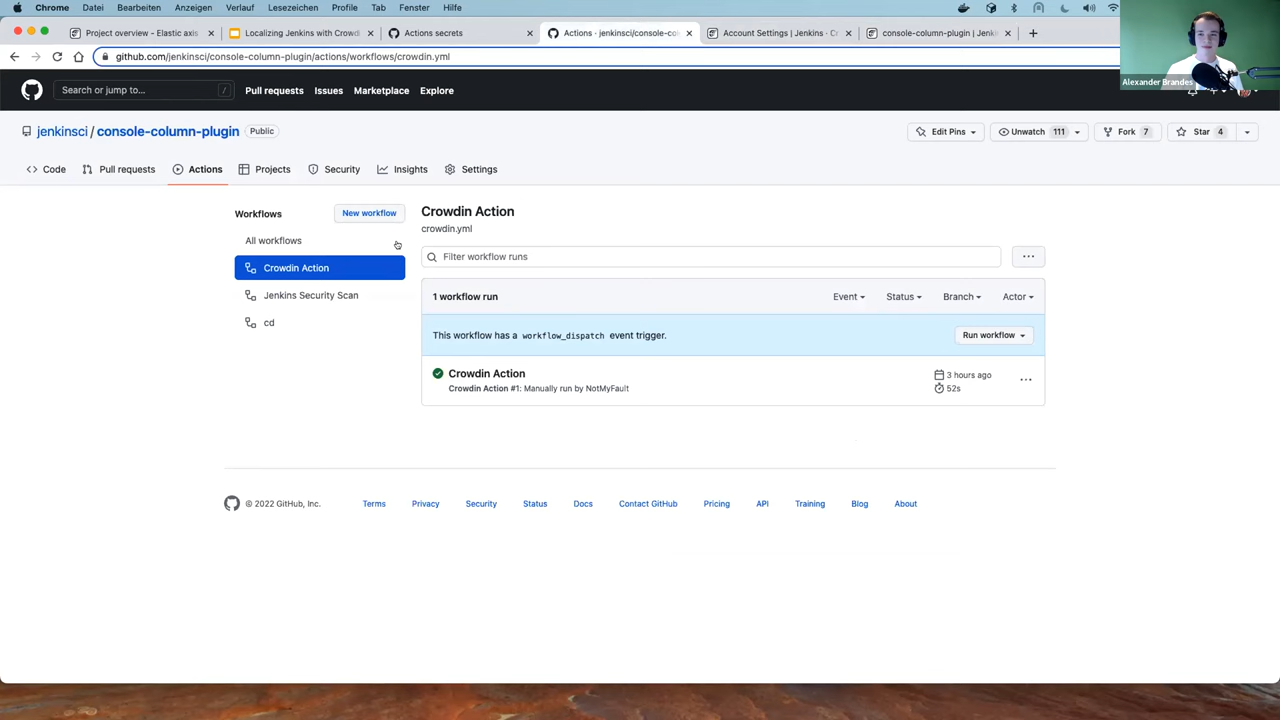 Chrome Datei Bearbeiten Anzeigen Verlauf Lesezeichen Profile Tab Fenster Hilfe
Project overview - Elastic axis
Localizing Jenkins with Crowd
Actions secrets
Actions · jenkinsci/console-co
Account Settings | Jenkins - C
console-column-plugin | Jenk
github.com/jenkinsci/console-column-plugin/actions/workflows/crowdin.yml
Alexander Brandes
Search or jump to... /
Pull requests Issues Marketplace Explore
jenkinsci / console-column-plugin Public
Edit Pins Unwatch 111 Fork 7 Star 4
Code Pull requests Actions Projects Security Insights Settings
Workflows New workflow
All workflows
Crowdin Action
Jenkins Security Scan
cd
Crowdin Action
crowdin.yml
Filter workflow runs ...
1 workflow run Event Status Branch Actor
This workflow has a workflow_dispatch event trigger. Run workflow
Crowdin Action 3 hours ago
Crowdin Action #1: Manually run by NotMyFault 52s
© 2022 GitHub, Inc. Terms Privacy Security Status Docs Contact GitHub Pricing API Training Blog About